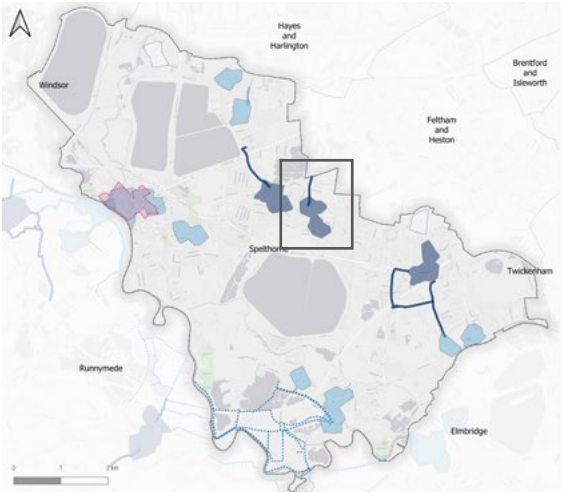 Hayes
and
Harlington
Brentford
and
Isleworth
Windsor
Feltham
and
Heston
Spelthorne
Twickenham
Runnymede
Elmbridge
0 1 2 km